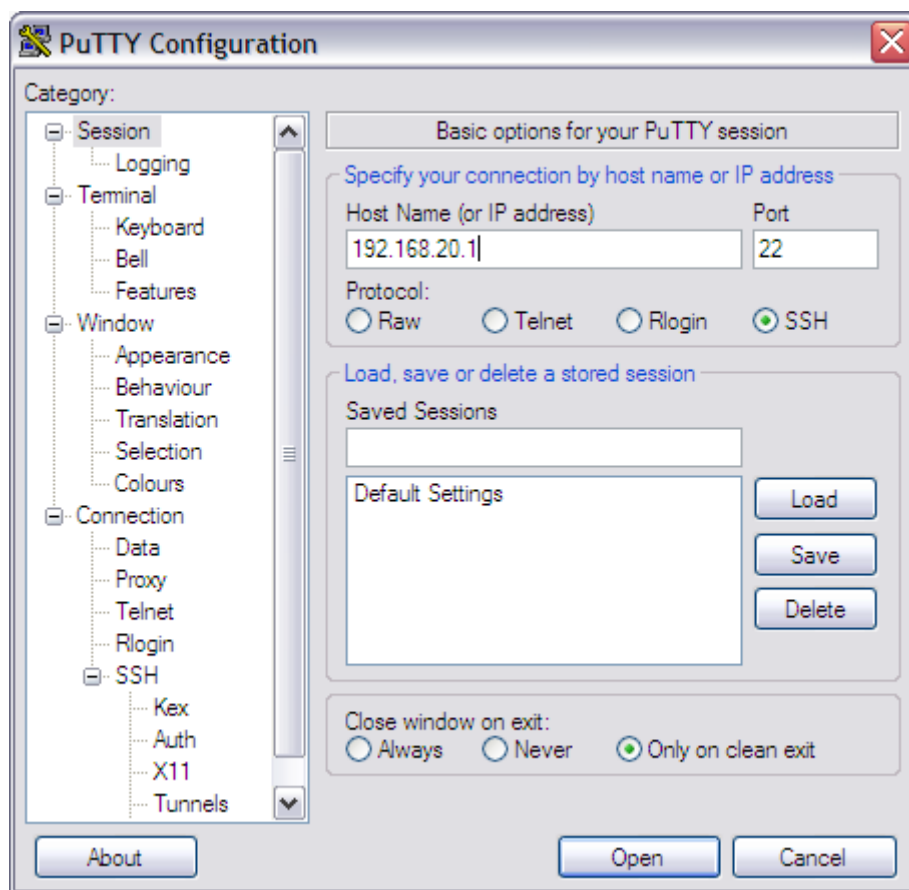 PuTTY Configuration
Category:
Session
Logging
Terminal
Keyboard
Bell
Features
Window
Appearance
Behaviour
Translation
Selection
Colours
Connection
Data
Proxy
Telnet
Rlogin
SSH
Kex
Auth
X11
Tunnels
Basic options for your PuTTY session
Specify your connection by host name or IP address
Host Name (or IP address) Port
192.168.20.1 22
Protocol:
Raw Telnet Rlogin SSH
Load, save or delete a stored session
Saved Sessions
Default Settings
Load
Save
Delete
Close window on exit:
Always Never Only on clean exit
About Open Cancel